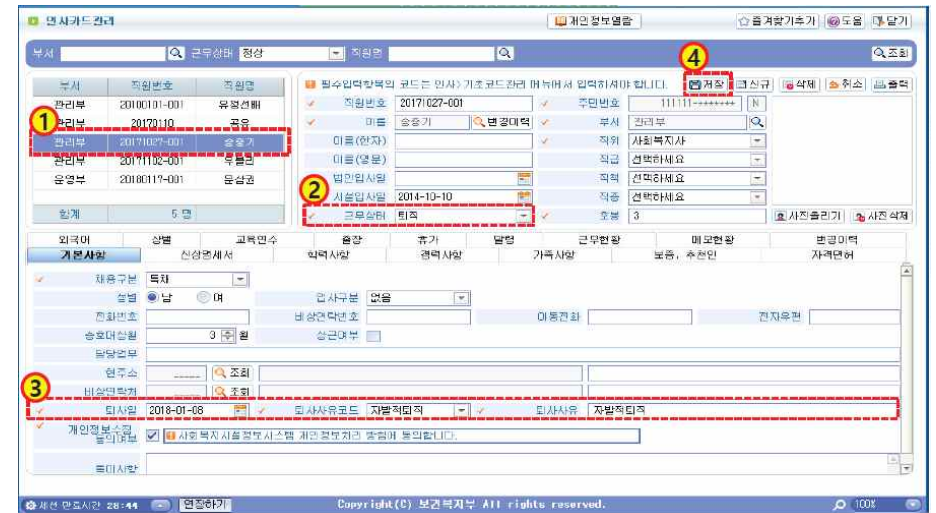 인사카드관리 개인정보열람 ☆즐겨찾기추가 도움 닫기
부서 근무상태 정상 직원명 조회
4
부서 직원번호 직원명
관리부 20100101-001 유일선배
관리부 20170110 공유
1
관리부 20171027-001 송중기
관리부 20171102-001 유블리
운영부 20180117-001 문삼권
합계 5 명
필수입력항목의 코드는 인사>기초코드관리 메뉴에서 입력하셔야 합니다. 저장 신규 삭제 취소 출력
직원번호 20171027-001 주민번호 111111-******* N
이름 송중기 변경이력 부서 관리부
이름(한자) 직위 사회복지사
이름(영문) 직급 선택하세요
법인입사일 직책 선택하세요
2
시설입사일 2014-10-10 직종 선택하세요
근무상태 퇴직 호봉 3 사진올리기 사진삭제
외국어 상벌 교육연수 출장 휴가 발령 근무현황 메모현황 변경이력
기본사항 신상명세서 학력사항 경력사항 가족사항 보증, 추천인 자격면허
채용구분 특채
성별 남 여 입사구분 없음
전화번호 비상연락번호 이동전화 전자우편
승호대상월 3 월 상근여부
담당업무
현주소 _____ 조회
3
비상연락처 _____ 조회
퇴사일 2018-01-08 퇴사사유코드 자발적퇴직 퇴사사유 자발적퇴직
개인정보수집
동의여부 사회복지시설정보시스템 개인정보처리 방침에 동의합니다.
특이사항
세션 만료시간 28:44 연장하기 Copyright(C) 보건복지부 All rights reserved. 100%